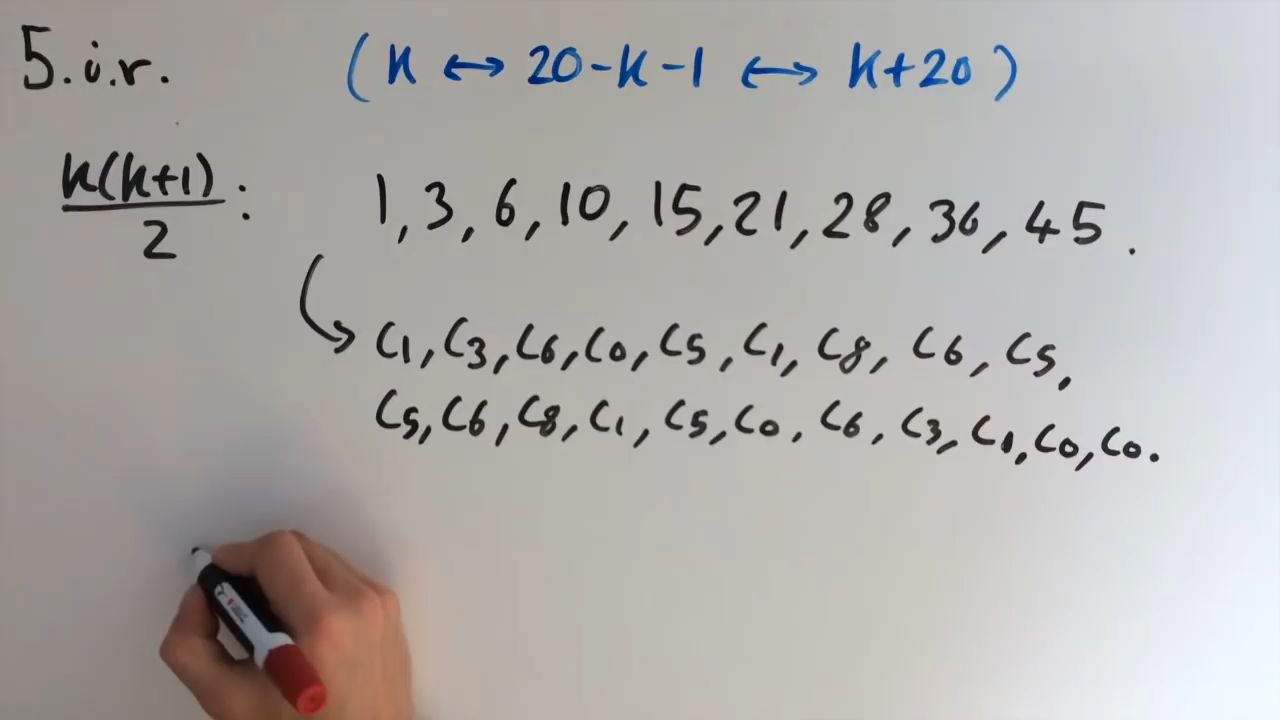 5. i.r. (k ↔ 20-k-1 ↔ k+20)
k(k+1)/2 : 1, 3, 6, 10, 15, 21, 28, 36, 45.
C1, C3, C6, C0, C5, C1, C8, C6, C5,
C5, C6, C8, C1, C5, C0, C6, C3, C1, C0, C0.